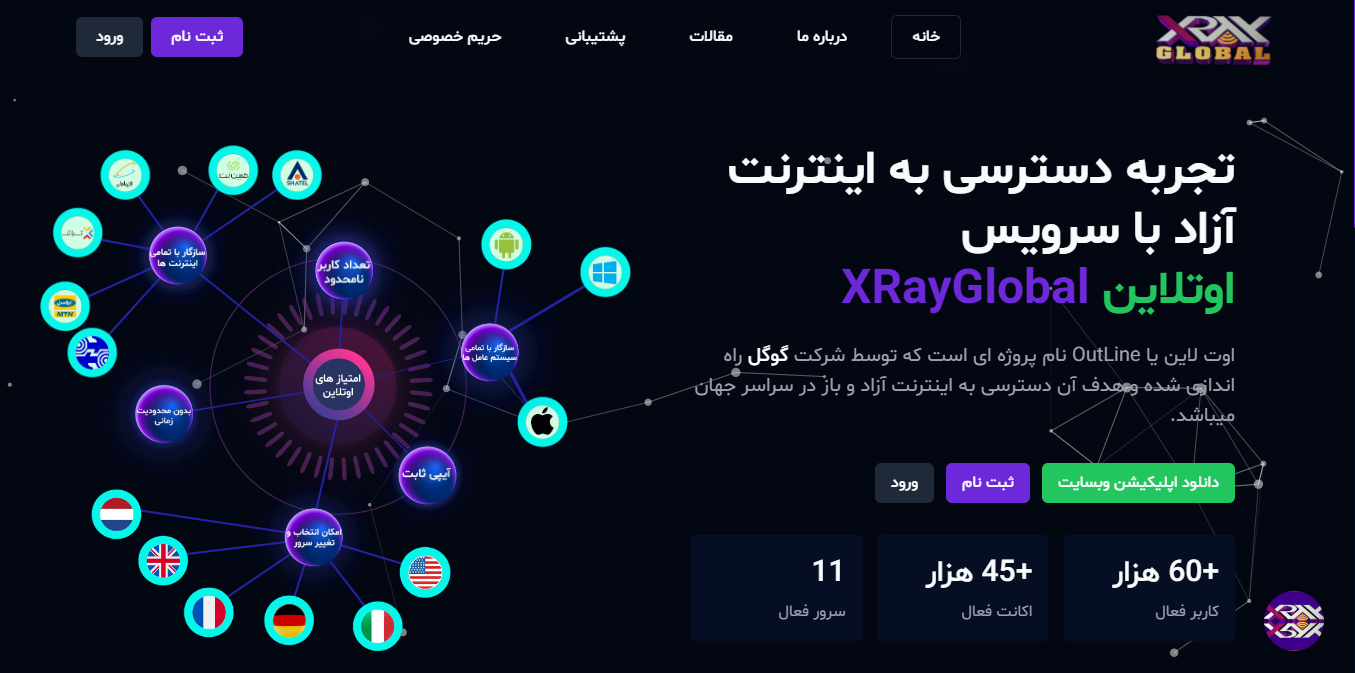 XRAY
GLOBAL
خانه
درباره ما
مقالات
پشتیبانی
حریم خصوصی
ثبت نام
ورود
تجربه دسترسی به اینترنت
آزاد با سرویس
اوتلاین XRayGlobal
اوت لاین یا OutLine نام پروژه ای است که توسط شرکت گوگل راه
اندازی شده و هدف آن دسترسی به اینترنت آزاد و باز در سراسر جهان
میباشد.
دانلود اپلیکیشن وبسایت
ثبت نام
ورود
+60 هزار
کاربر فعال
+45 هزار
اکانت فعال
11
سرور فعال
امتیاز های
اوتلاین
تعداد کاربر
نامحدود
سازگار با تمامی
اینترنت ها
سازگار با تمامی
سیستم عامل ها
بدون محدودیت
زمانی
آیپی ثابت
امکان انتخاب و
تغییر سرور
SHATEL
ایرانسل
MTN